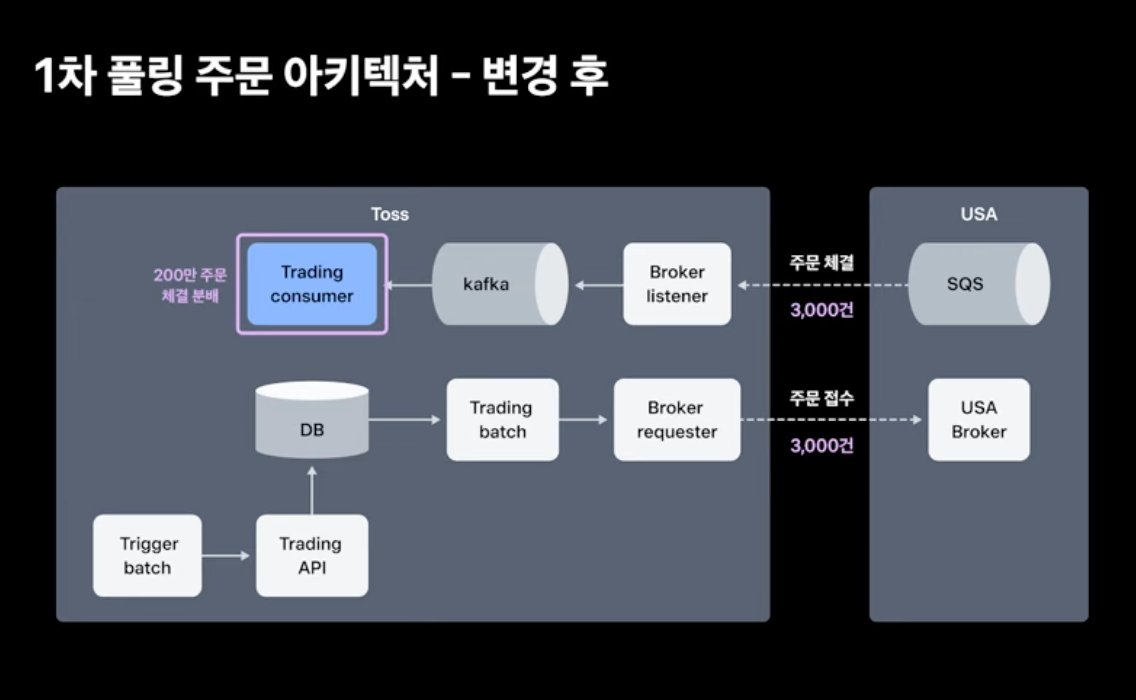 1차 풀링 주문 아키텍처 - 변경 후
Toss
USA
200만 주문
체결 분배
Trading
consumer
kafka
Broker
listener
주문 체결
3,000건
SQS
DB
Trading
batch
Broker
requester
주문 접수
3,000건
USA
Broker
Trigger
batch
Trading
API